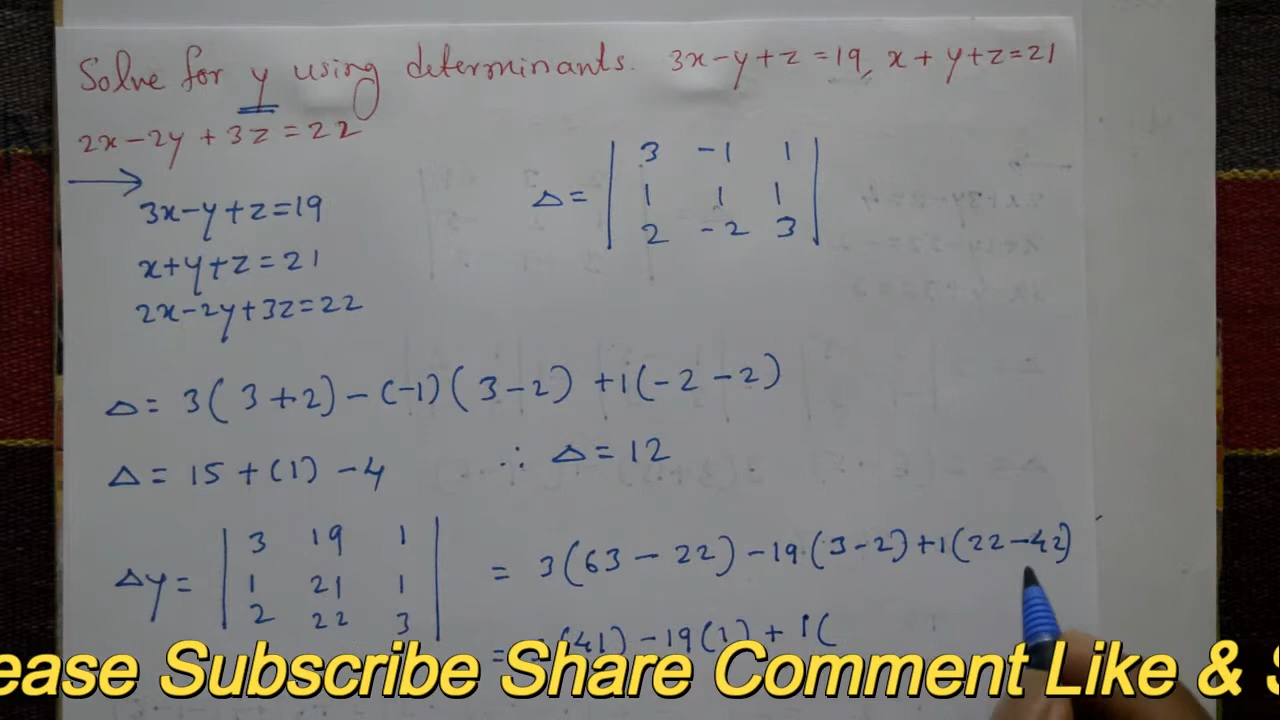 Solve for y using determinants. 3x-y+z=19, x+y+z=21
2x-2y+3z=22
3x-y+z=19
x+y+z=21
2x-2y+3z=22
Δ= | 3 -1 1 |
| 1 1 1 |
| 2 -2 3 |
Δ= 3(3+2)-(-1)(3-2)+1(-2-2)
Δ= 15+(1)-4 ∴ Δ=12
Δy= | 3 19 1 |
| 1 21 1 |
| 2 22 3 |
= 3(63-22)-19(3-2)+1(22-42)
= (41)-19(1)+1(
ease Subscribe Share Comment Like & S